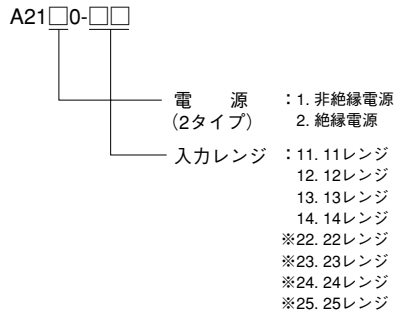 A21□0-□□
電　源　：1. 非絶縁電源
（2タイプ）　2. 絶縁電源
入力レンジ　：11. 11レンジ
12. 12レンジ
13. 13レンジ
14. 14レンジ
※22. 22レンジ
※23. 23レンジ
※24. 24レンジ
※25. 25レンジ